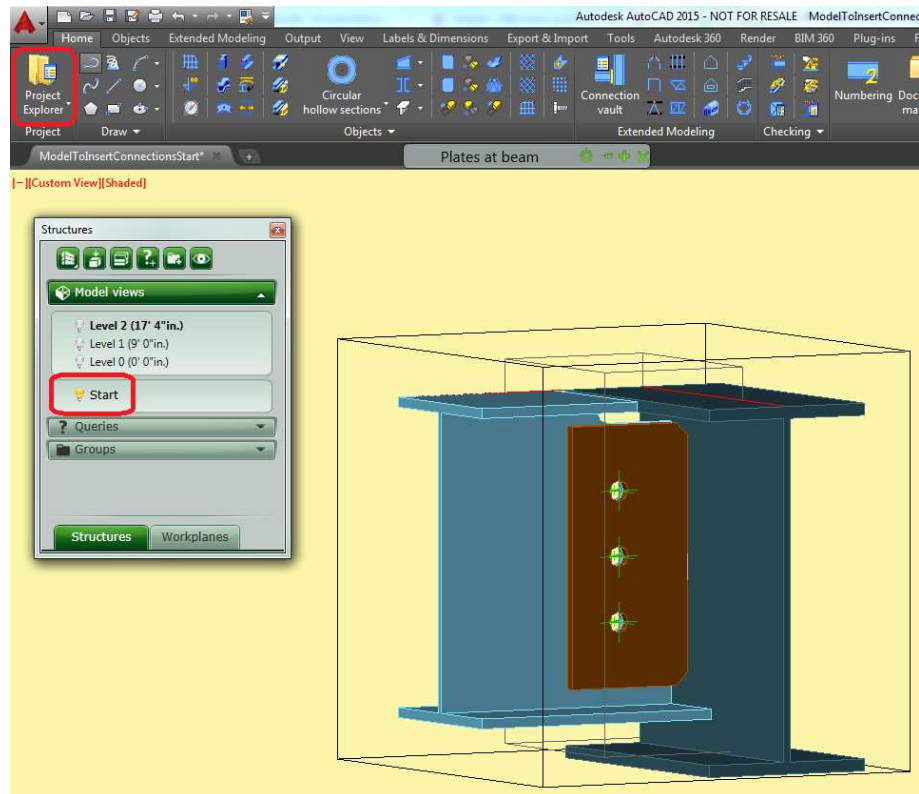 Autodesk AutoCAD 2015 - NOT FOR RESALE ModelToInsertConnec
Home Objects Extended Modeling Output View Labels & Dimensions Export & Import Tools Autodesk 360 Render BIM 360 Plug-ins F
Project Explorer
Circular hollow sections
Connection vault
Numbering
Doc
ma
Project Draw Objects Extended Modeling Checking
ModelToInsertConnectionsStart*
Plates at beam
[−][Custom View][Shaded]
Structures
Model views
Level 2 (17' 4"in.)
Level 1 (9' 0"in.)
Level 0 (0' 0"in.)
Start
? Queries
Groups
Structures Workplanes